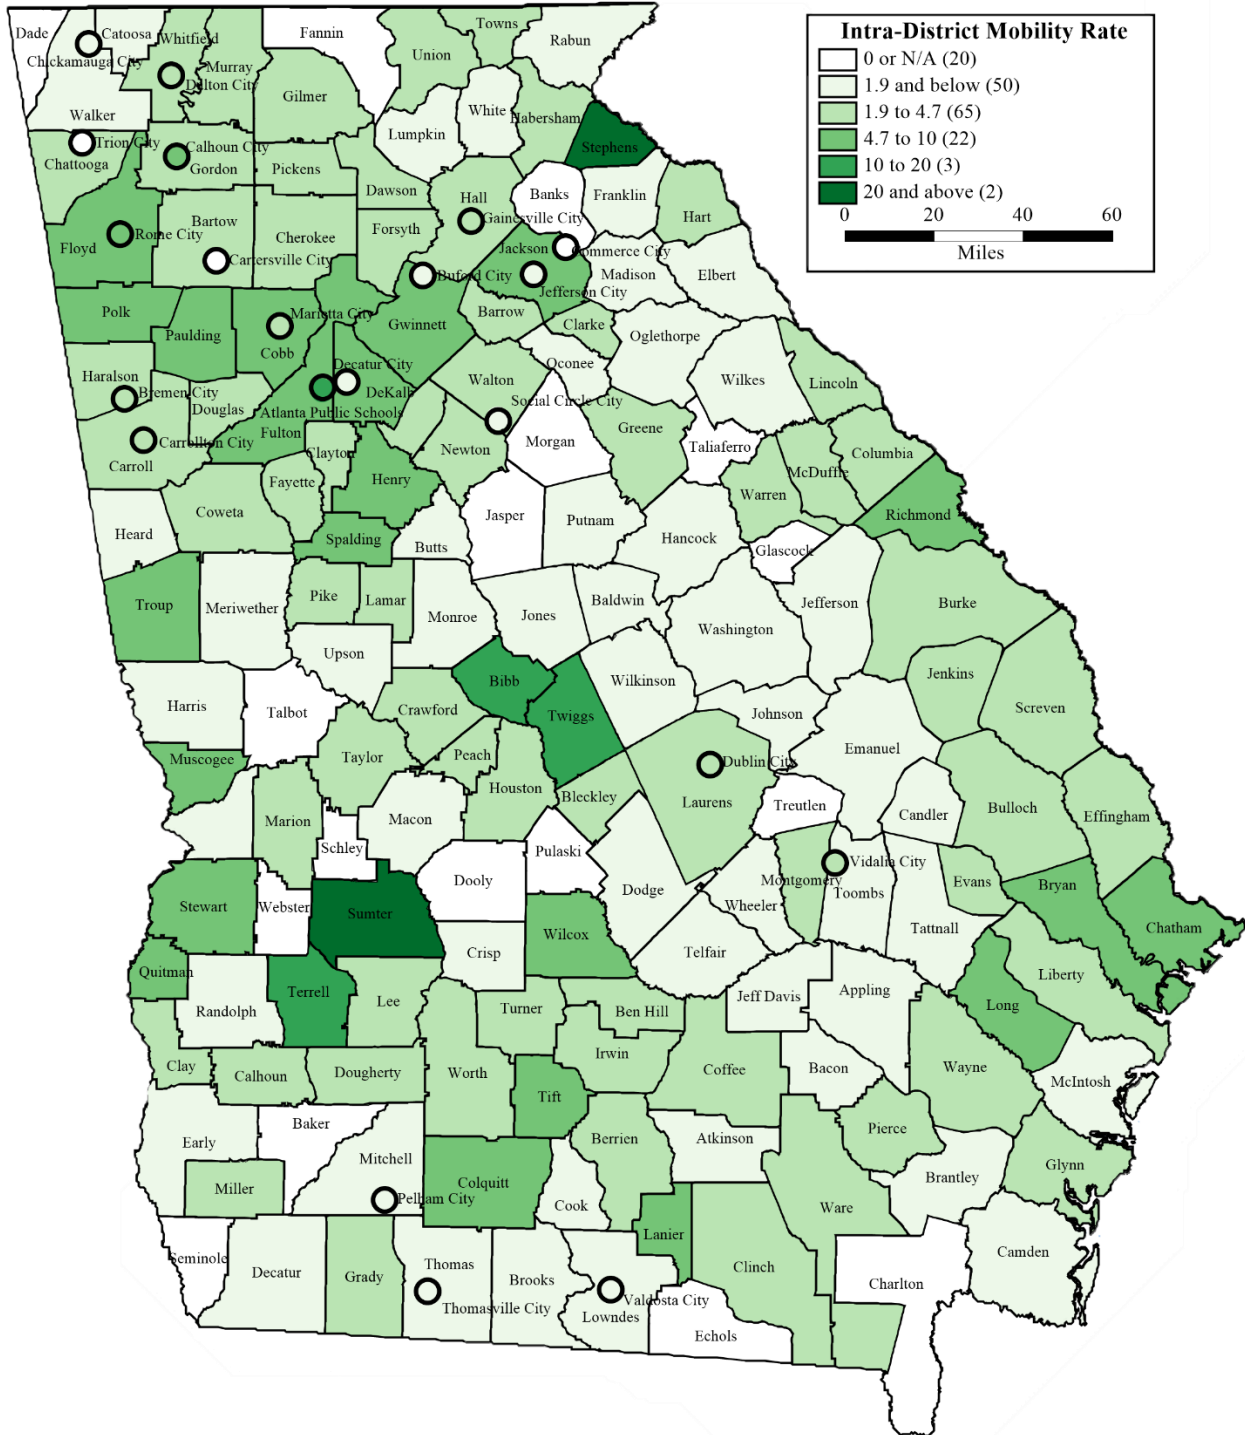 Intra-District Mobility Rate
0 or N/A (20)
1.9 and below (50)
1.9 to 4.7 (65)
4.7 to 10 (22)
10 to 20 (3)
20 and above (2)
0 20 40 60
Miles
Dade
Catoosa
Chickamauga City
Whitfield
Murray
Dalton City
Fannin
Union
Towns
Rabun
Walker
Gilmer
Lumpkin
White
Habersham
Stephens
Trion City
Chattooga
Calhoun City
Gordon
Pickens
Dawson
Hall
Banks
Franklin
Hart
Floyd
Rome City
Bartow
Cartersville City
Cherokee
Forsyth
Gainesville City
Jackson
Commerce City
Jefferson City
Madison
Elbert
Buford City
Polk
Paulding
Marietta City
Cobb
Gwinnett
Barrow
Clarke
Oglethorpe
Oconee
Wilkes
Lincoln
Haralson
Bremen City
Douglas
Decatur City
DeKalb
Atlanta Public Schools
Fulton
Walton
Social Circle City
Morgan
Greene
Taliaferro
Columbia
McDuffie
Warren
Carrollton City
Carroll
Clayton
Newton
Henry
Fayette
Coweta
Heard
Spalding
Butts
Jasper
Putnam
Hancock
Glascock
Richmond
Troup
Meriwether
Pike
Lamar
Monroe
Jones
Baldwin
Washington
Jefferson
Burke
Upson
Bibb
Twiggs
Wilkinson
Jenkins
Screven
Harris
Talbot
Crawford
Johnson
Emanuel
Muscogee
Taylor
Peach
Houston
Bleckley
Dublin City
Laurens
Treutlen
Candler
Bulloch
Effingham
Marion
Schley
Macon
Pulaski
Dooly
Dodge
Wheeler
Montgomery
Vidalia City
Toombs
Evans
Tattnall
Bryan
Chatham
Stewart
Webster
Sumter
Crisp
Wilcox
Telfair
Quitman
Randolph
Terrell
Lee
Turner
Ben Hill
Jeff Davis
Appling
Long
Liberty
Clay
Calhoun
Dougherty
Worth
Irwin
Coffee
Bacon
Wayne
McIntosh
Tift
Early
Baker
Mitchell
Berrien
Atkinson
Pierce
Brantley
Glynn
Miller
Pelham City
Colquitt
Cook
Lanier
Ware
Seminole
Decatur
Grady
Thomas
Thomasville City
Brooks
Valdosta City
Lowndes
Clinch
Echols
Charlton
Camden